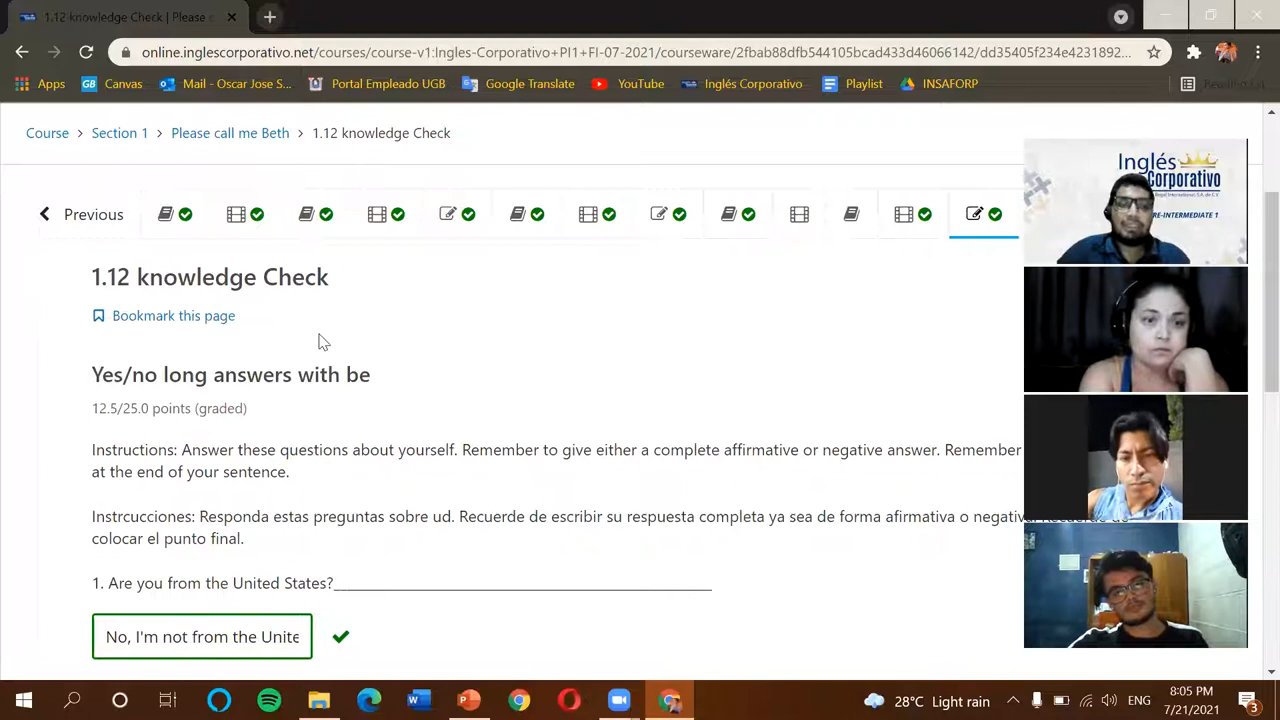 1.12 knowledge Check | Please c
online.inglescorporativo.net/courses/course-v1:Ingles-Corporativo+PI1+FI-07-2021/courseware/2fbab88dfb544105bcad433d46066142/dd35405f234e4231892...
Apps Canvas Mail - Oscar Jose S... Portal Empleado UGB Google Translate YouTube Inglés Corporativo Playlist INSAFORP Reading List
Course > Section 1 > Please call me Beth > 1.12 knowledge Check
Inglés
Corporativo
RE-INTERMEDIATE 1
Previous
1.12 knowledge Check
Bookmark this page
Yes/no long answers with be
12.5/25.0 points (graded)
Instructions: Answer these questions about yourself. Remember to give either a complete affirmative or negative answer. Remember
at the end of your sentence.
Instrcucciones: Responda estas preguntas sobre ud. Recuerde de escribir su respuesta completa ya sea de forma afirmativa o negativa. Recuerde de
colocar el punto final.
1. Are you from the United States?
No, I'm not from the Unite
28°C Light rain ENG 8:05 PM
7/21/2021 3